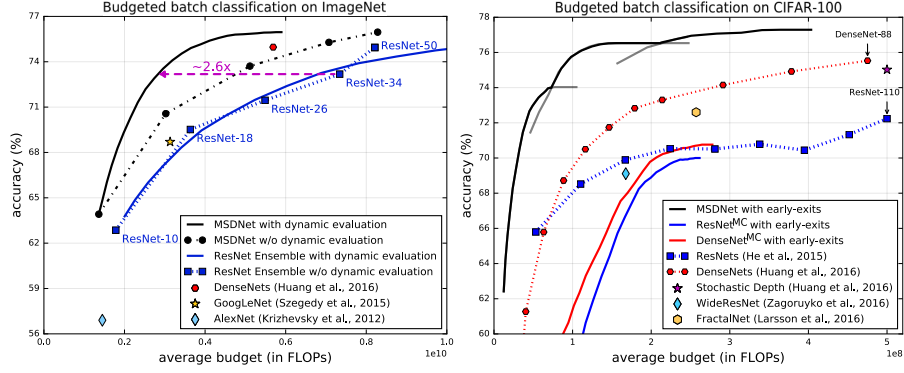 Budgeted batch classification on ImageNet
77
74
71
68
65
62
59
56
accuracy (%)
~2.6x
ResNet-50
ResNet-34
ResNet-26
ResNet-18
ResNet-10
MSDNet with dynamic evaluation
MSDNet w/o dynamic evaluation
ResNet Ensemble with dynamic evaluation
ResNet Ensemble w/o dynamic evaluation
DenseNets (Huang et al., 2016)
GoogLeNet (Szegedy et al., 2015)
AlexNet (Krizhevsky et al., 2012)
0.0 0.2 0.4 0.6 0.8 1.0
1e10
average budget (in FLOPs)
Budgeted batch classification on CIFAR-100
78
76
74
72
70
68
66
64
62
60
accuracy (%)
DenseNet-88
ResNet-110
MSDNet with early-exits
ResNetMC with early-exits
DenseNetMC with early-exits
ResNets (He et al., 2015)
DenseNets (Huang et al., 2016)
Stochastic Depth (Huang et al., 2016)
WideResNet (Zagoruyko et al., 2016)
FractalNet (Larsson et al., 2016)
0 1 2 3 4 5
1e8
average budget (in FLOPs)